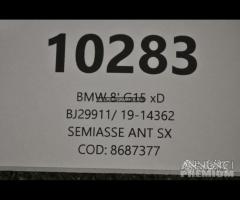 10283
BMW 8' G15 xD
BJ29911/ 19-14362
SEMIASSE ANT SX
COD: 8687377
ANNUNCI
PREMIUM